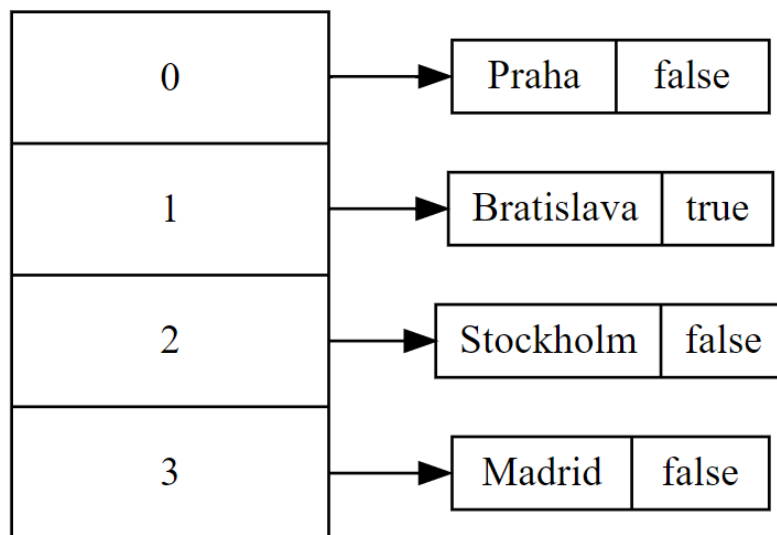 0 Praha false
1 Bratislava true
2 Stockholm false
3 Madrid false